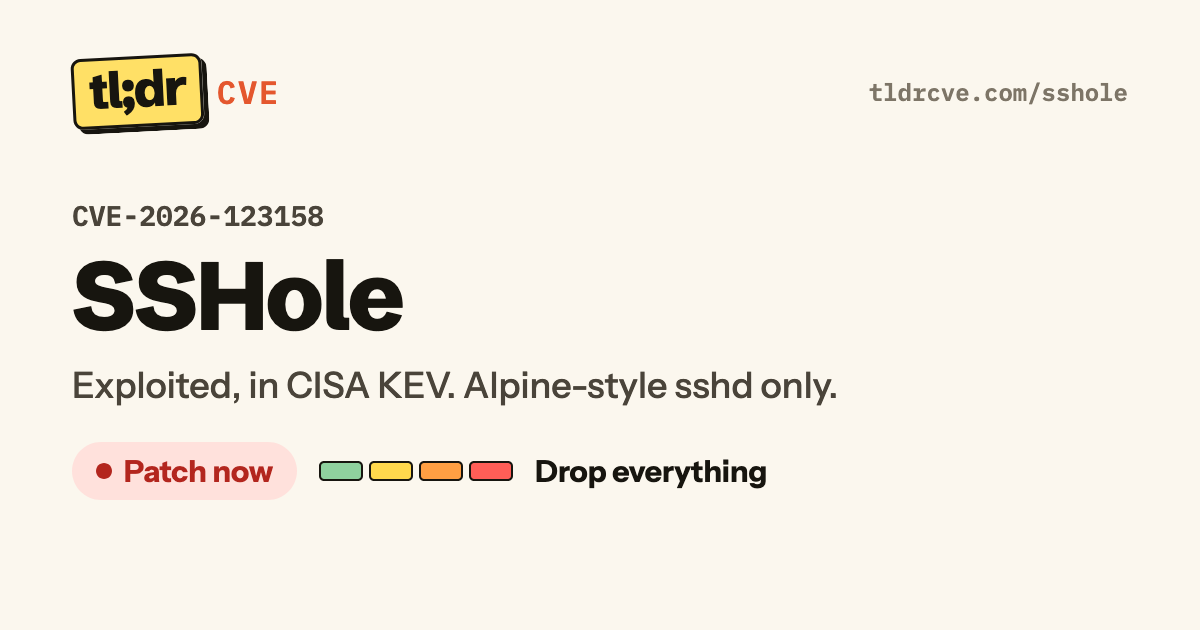 tl;dr CVE
tldrcve.com/sshole
CVE-2026-123158
SSHole
Exploited, in CISA KEV. Alpine-style sshd only.
Patch now Drop everything